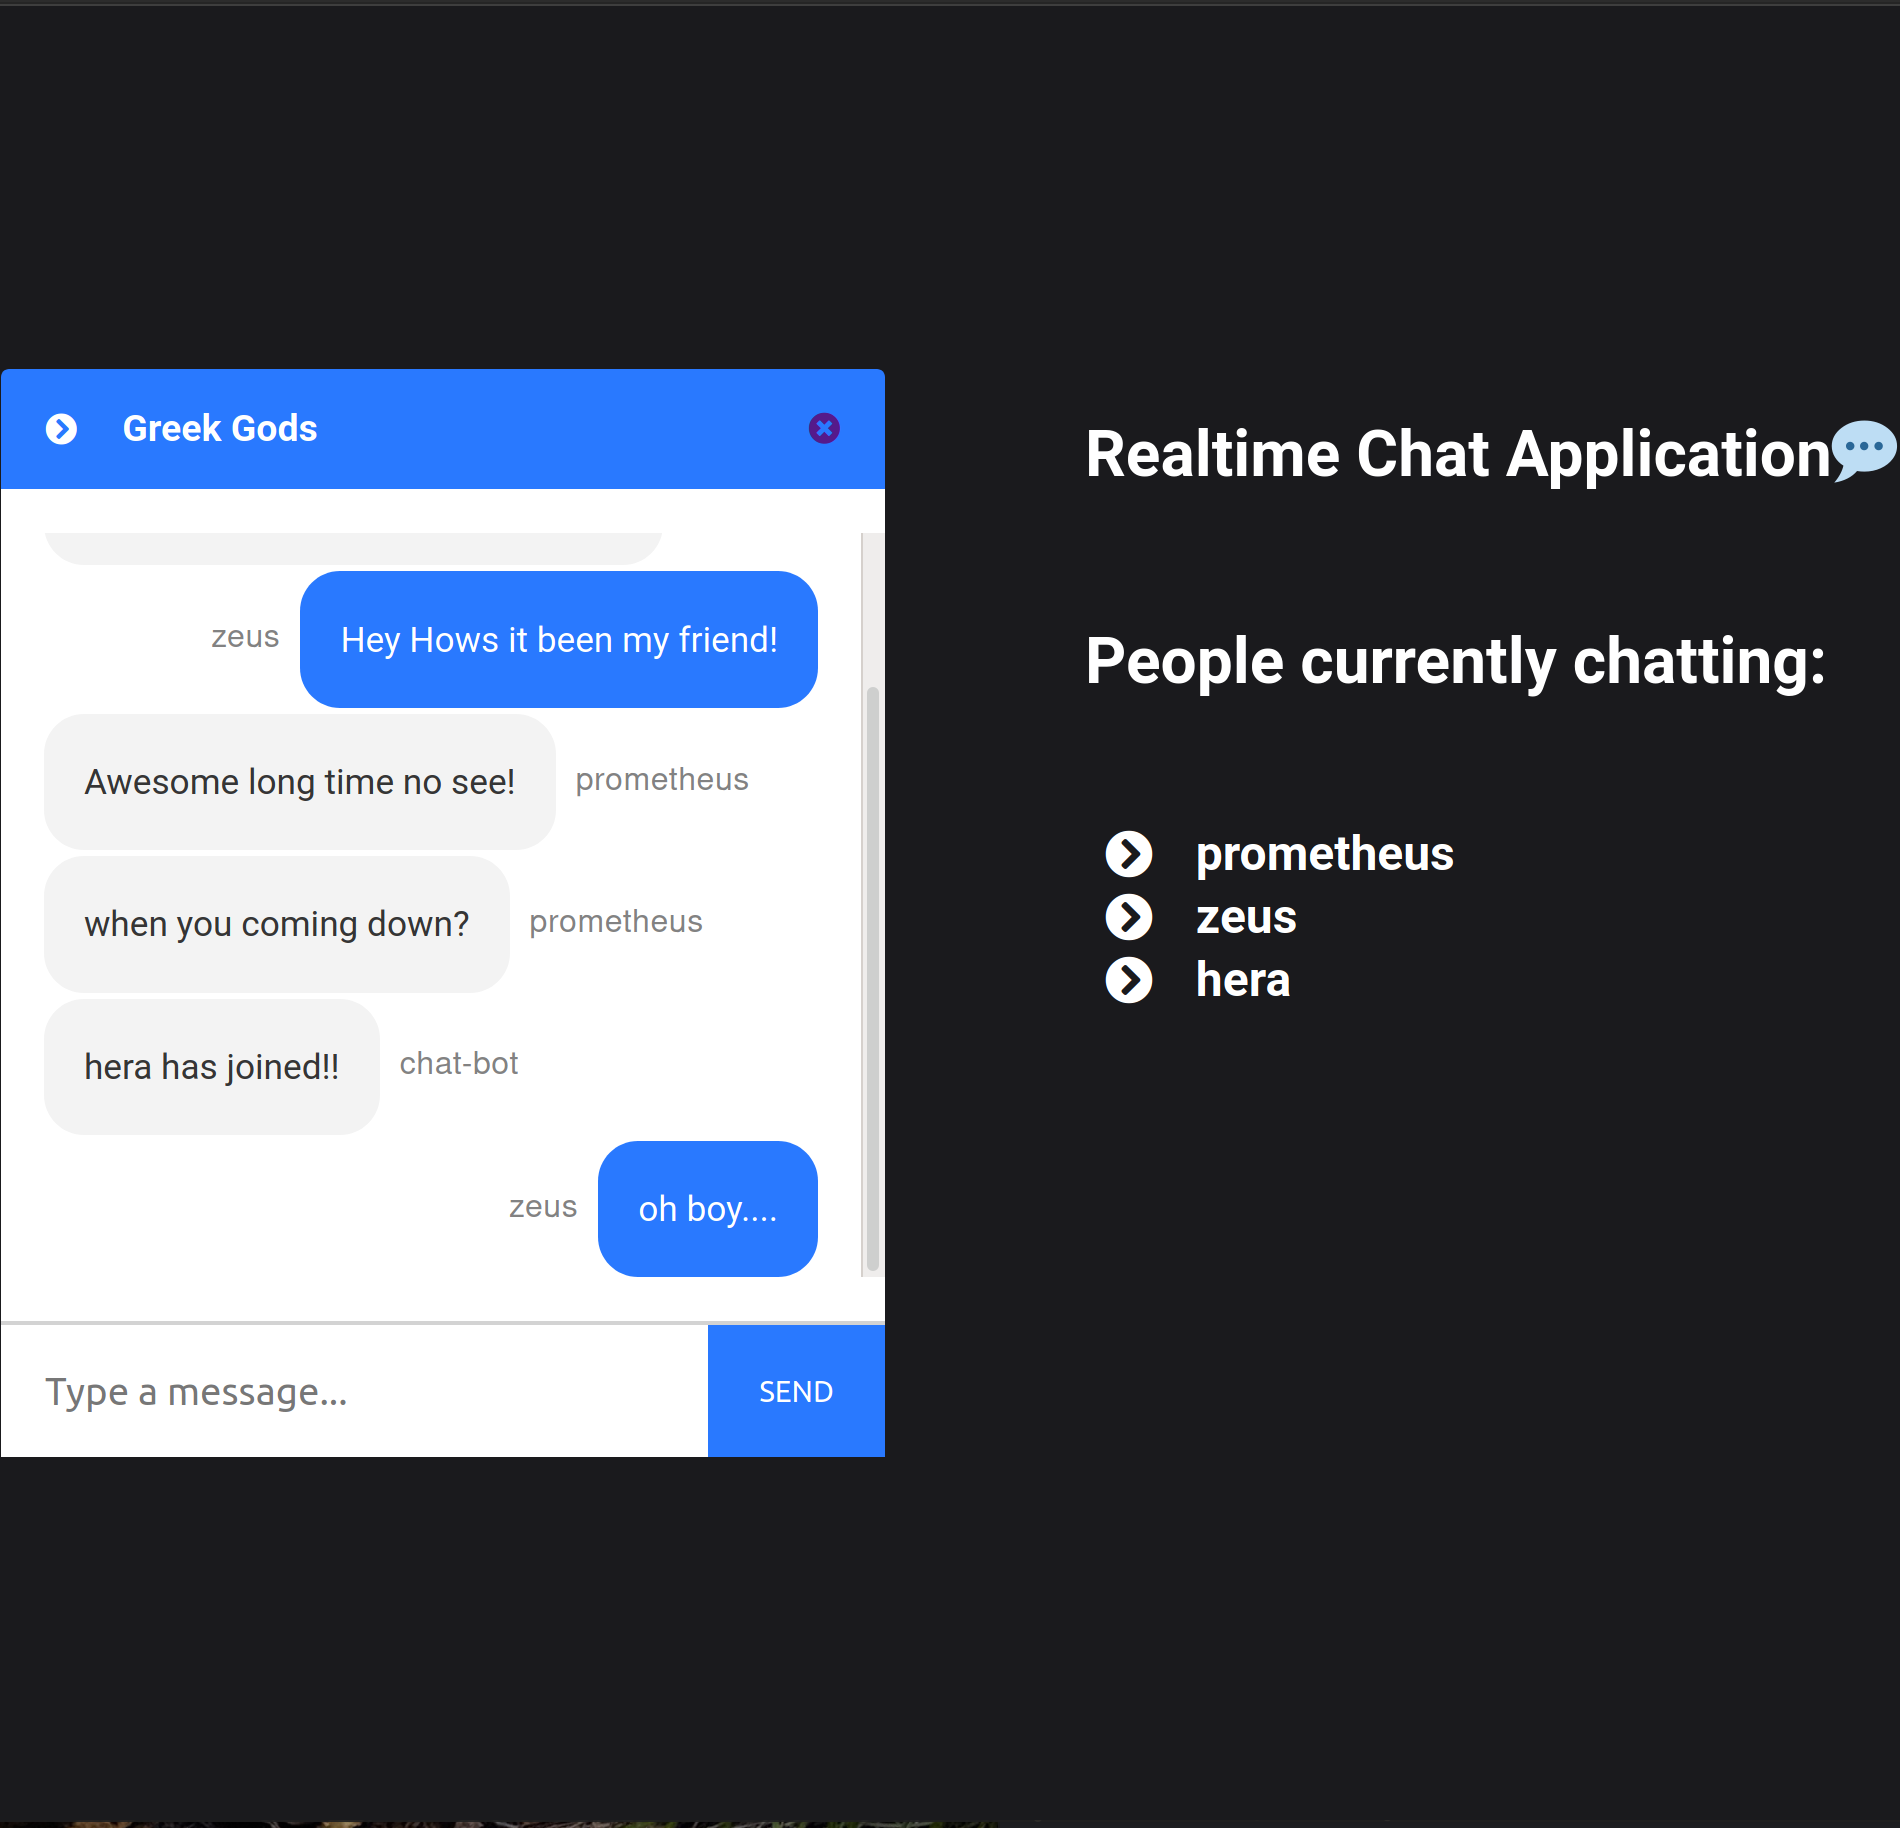 Greek Gods
zeus Hey Hows it been my friend!
Awesome long time no see! prometheus
when you coming down? prometheus
hera has joined!! chat-bot
zeus oh boy....
Type a message...
SEND
Realtime Chat Application💬
People currently chatting:
prometheus
zeus
hera